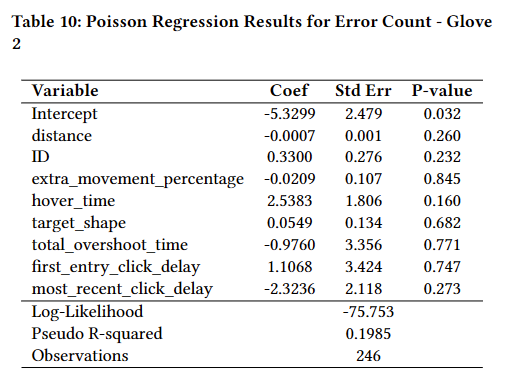 Table 10: Poisson Regression Results for Error Count - Glove
2
Variable Coef Std Err P-value
Intercept -5.3299 2.479 0.032
distance -0.0007 0.001 0.260
ID 0.3300 0.276 0.232
extra_movement_percentage -0.0209 0.107 0.845
hover_time 2.5383 1.806 0.160
target_shape 0.0549 0.134 0.682
total_overshoot_time -0.9760 3.356 0.771
first_entry_click_delay 1.1068 3.424 0.747
most_recent_click_delay -2.3236 2.118 0.273
Log-Likelihood -75.753
Pseudo R-squared 0.1985
Observations 246